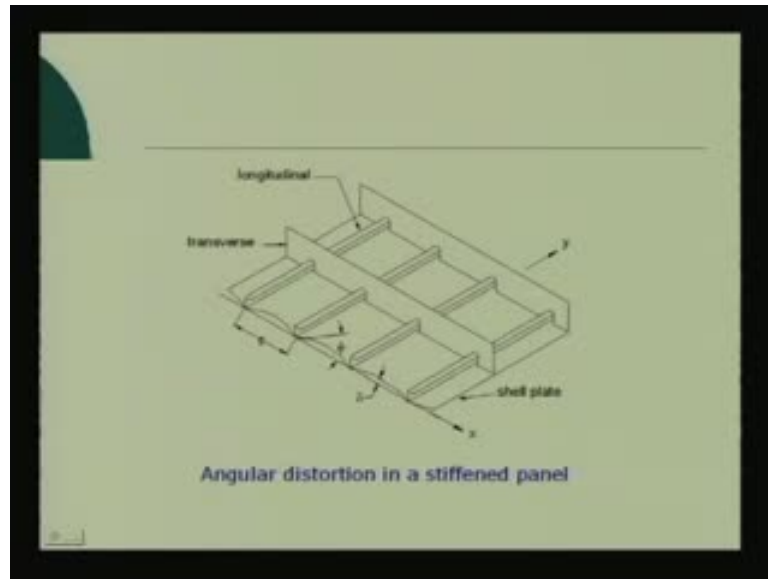 longitudinal
transverse
y
s
φ
shell plate
x
Angular distortion in a stiffened panel